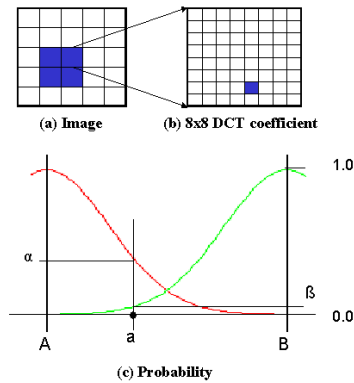 (a) Image
(b) 8x8 DCT coefficient
1.0
α
ß
0.0
A
a
B
(c) Probability